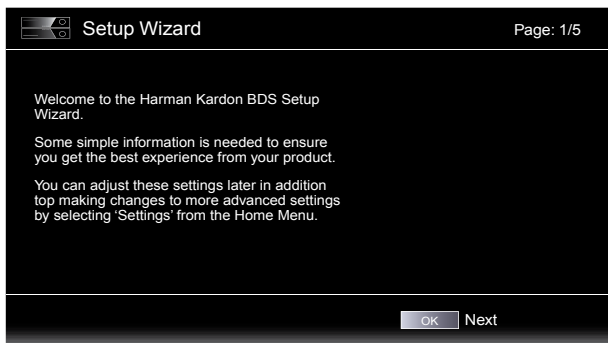 Setup Wizard
Page: 1/5
Welcome to the Harman Kardon BDS Setup
Wizard.
Some simple information is needed to ensure
you get the best experience from your product.
You can adjust these settings later in addition
top making changes to more advanced settings
by selecting ‘Settings’ from the Home Menu.
OK Next